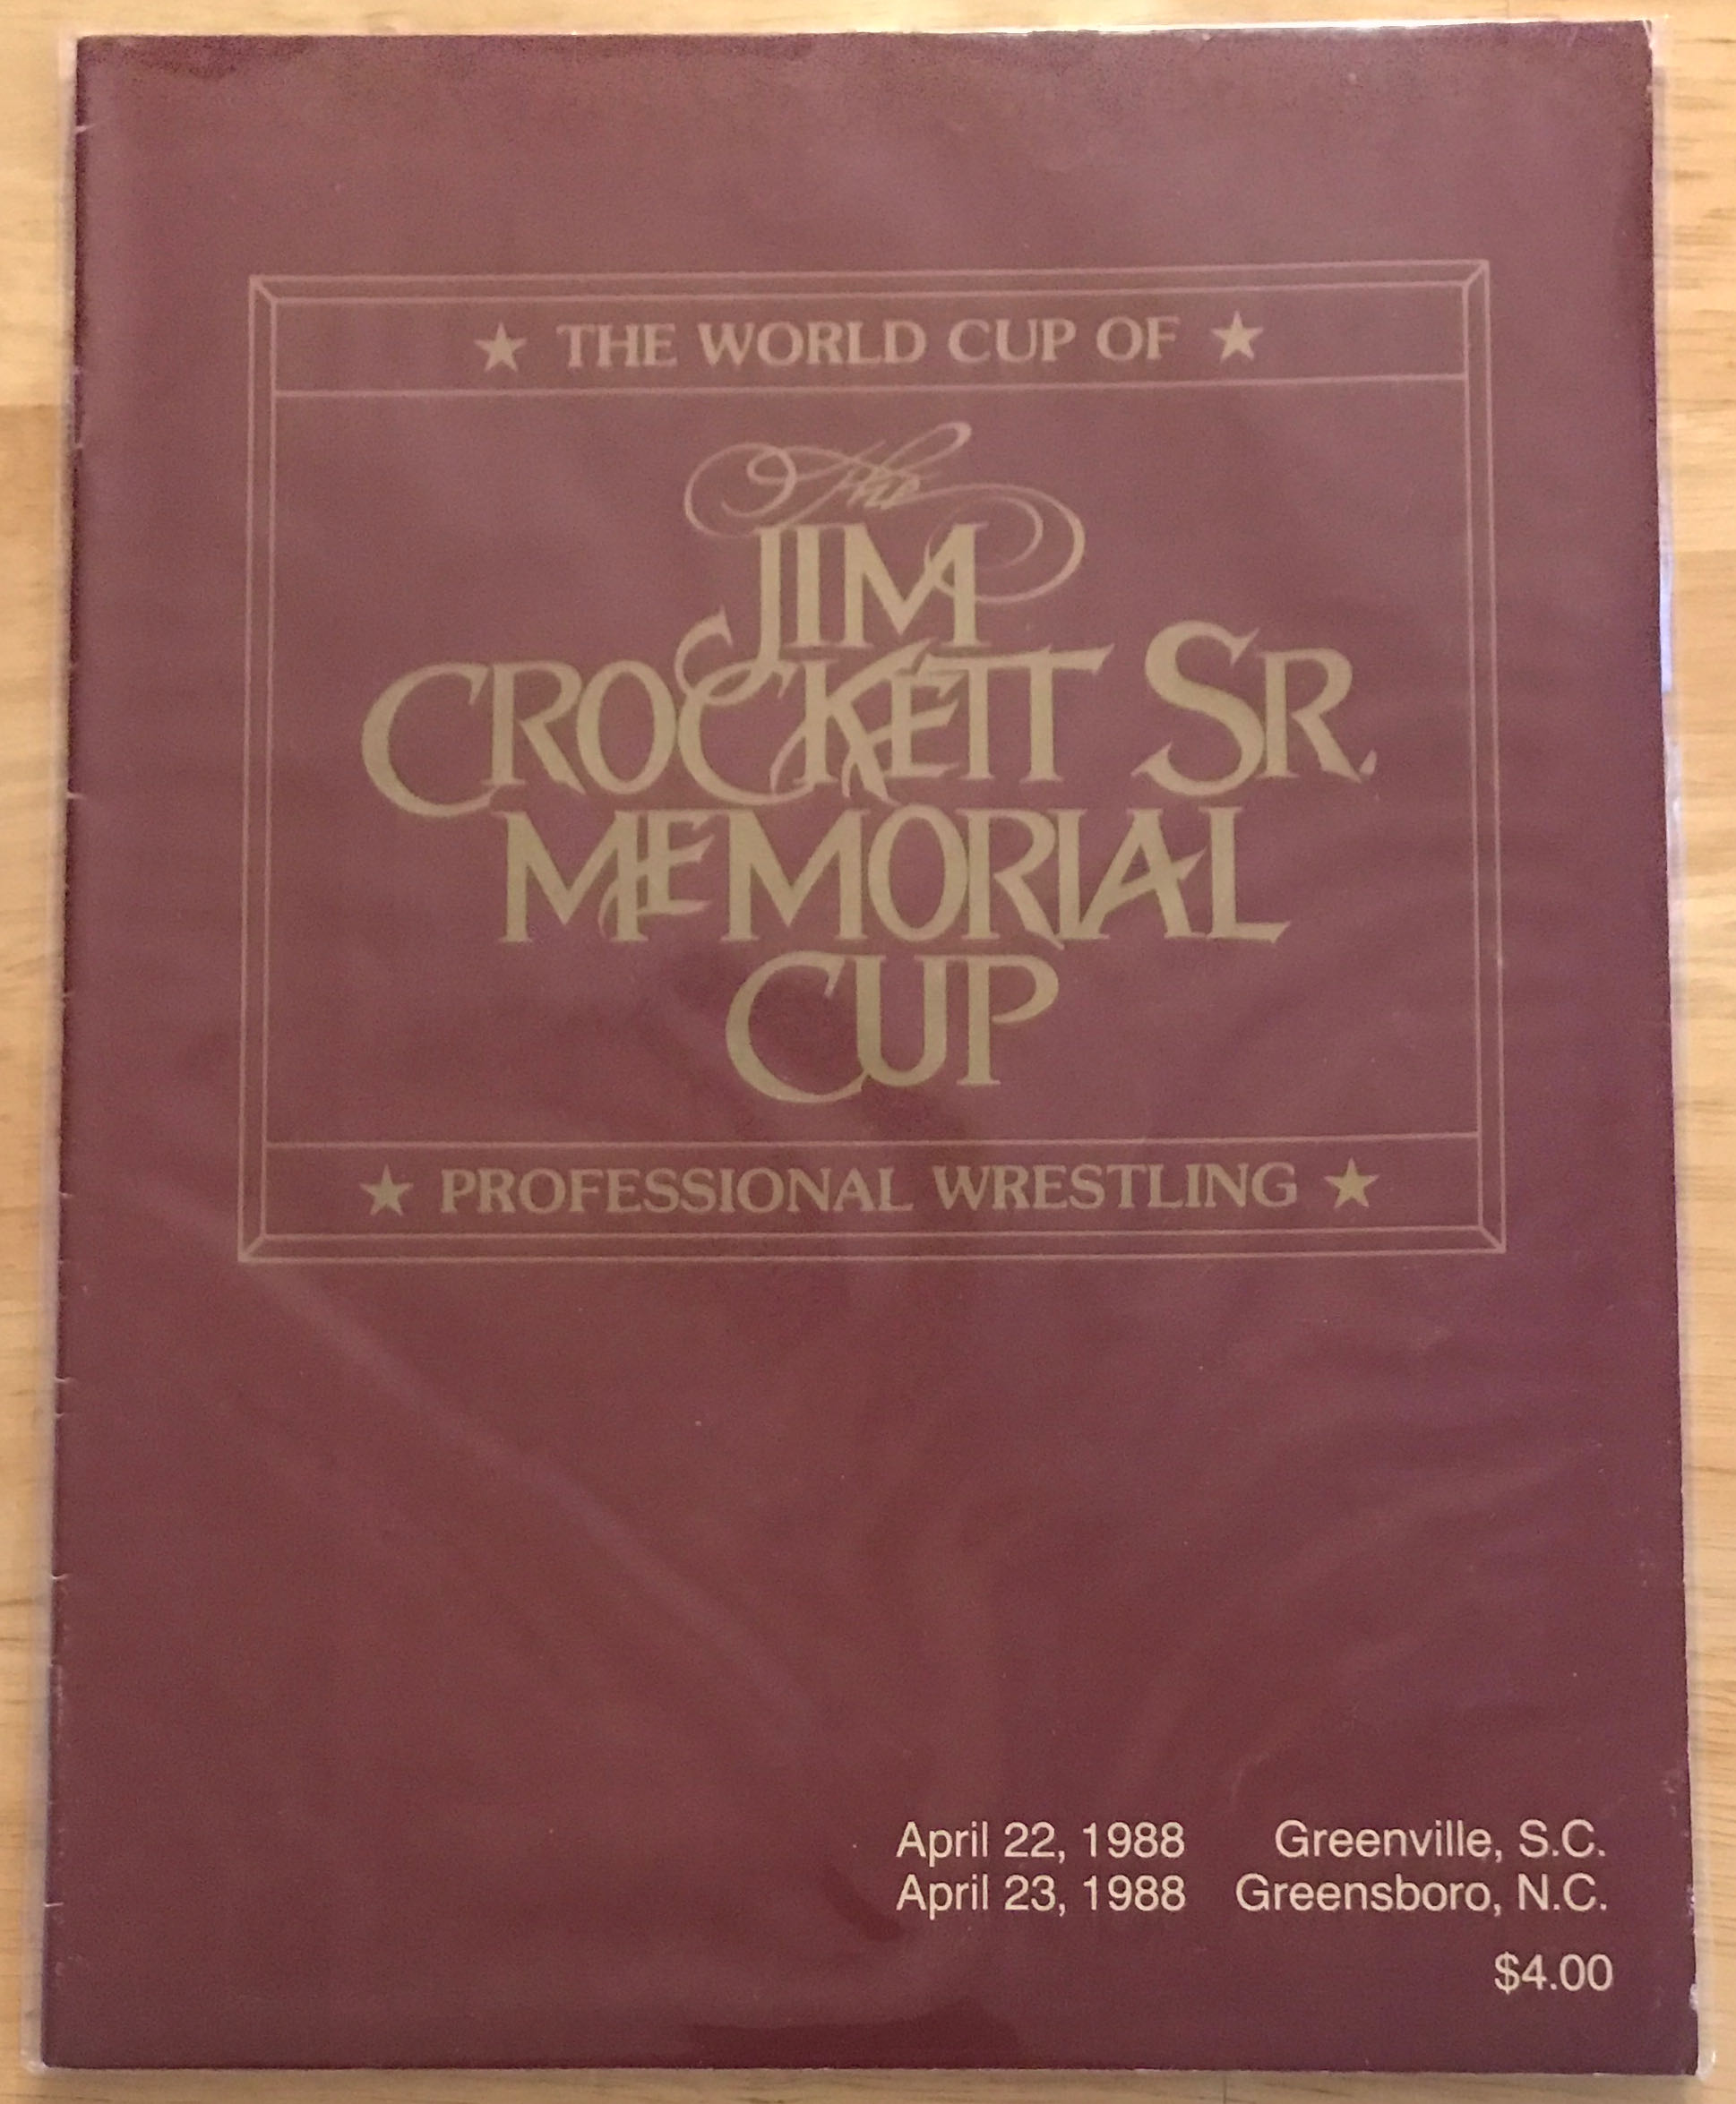 ★ THE WORLD CUP OF ★
The
JIM
CROCKETT SR.
MEMORIAL
CUP
★ PROFESSIONAL WRESTLING ★
April 22, 1988 Greenville, S.C.
April 23, 1988 Greensboro, N.C.
$4.00